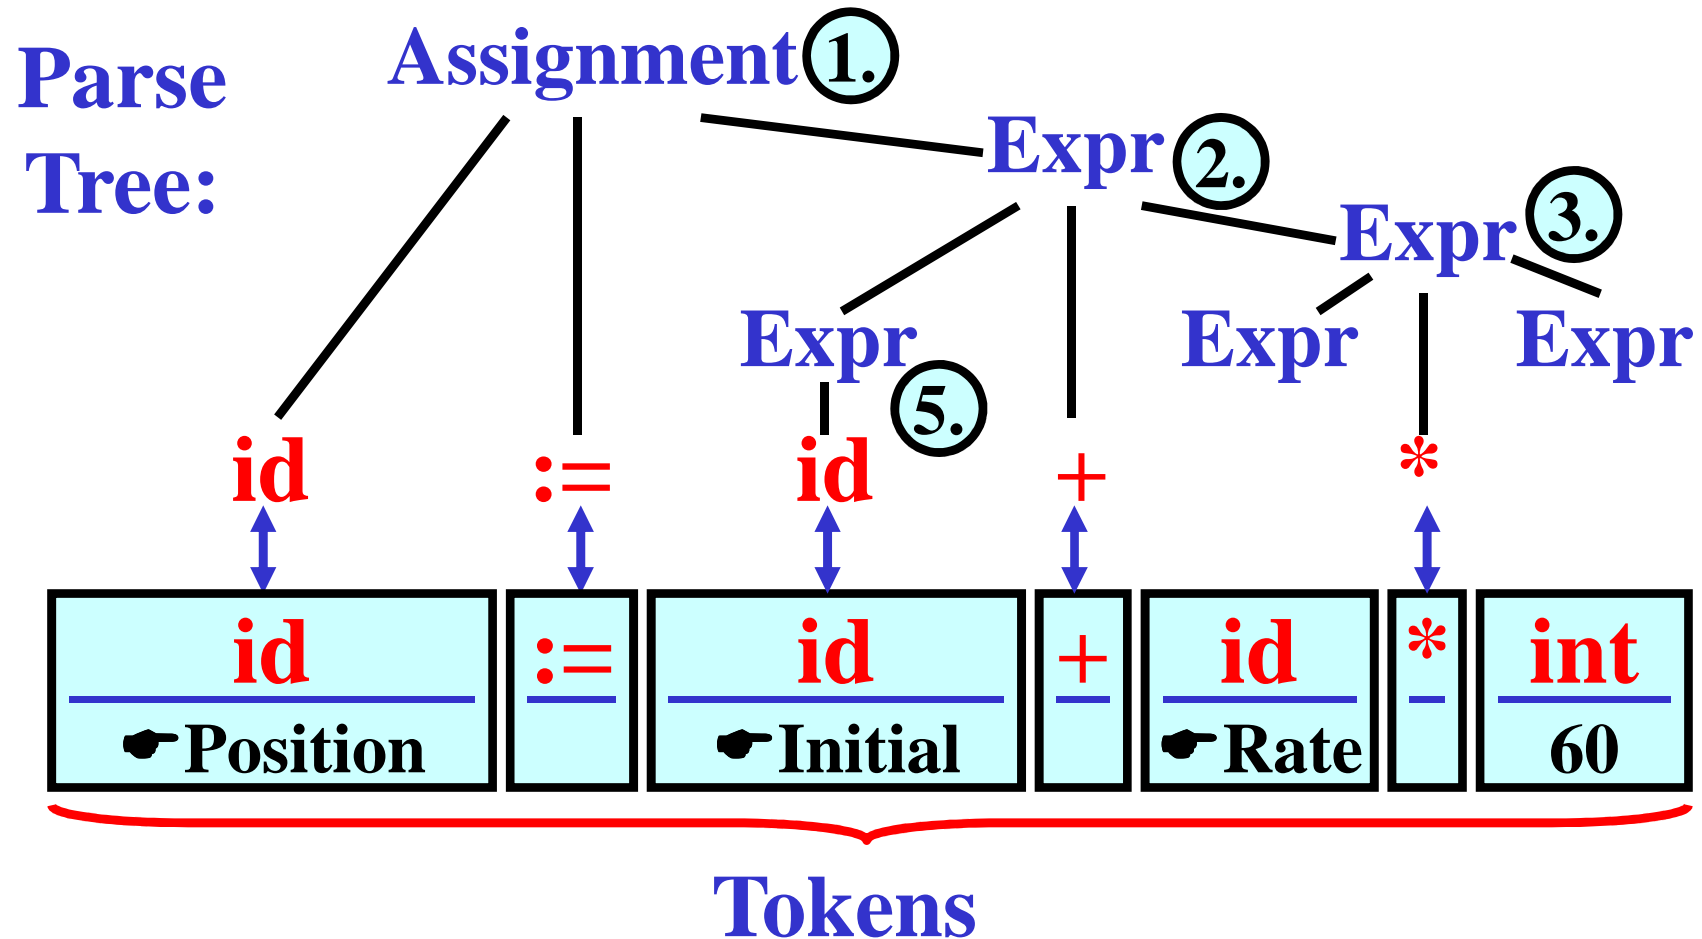 Parse
Tree:
Assignment 1.
Expr 2.
Expr 3.
Expr Expr Expr
5.
id := id + *
id := id + id * int
☛Position ☛Initial ☛Rate 60
Tokens